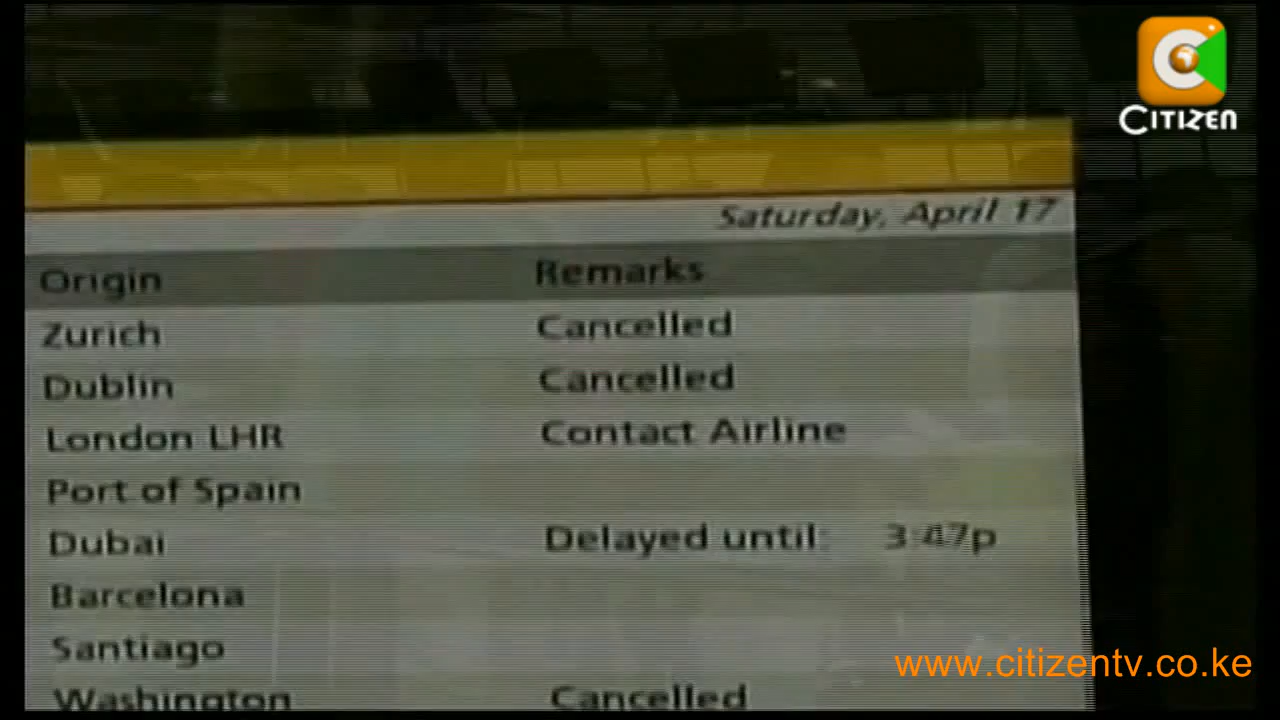 CITIZEN
Saturday, April 17
Origin Remarks
Zurich Cancelled
Dublin Cancelled
London LHR Contact Airline
Port of Spain
Dubai Delayed until: 3:47p
Barcelona
Santiago
Washington Cancelled
www.citizentv.co.ke